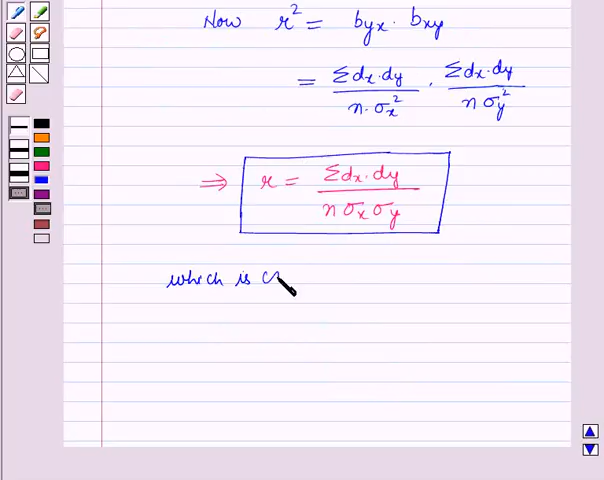 Now r² = byx · bxy
= Σdx·dy / n·σx² · Σdx·dy / nσy²
⇒ r = Σdx·dy / nσxσy
which is c